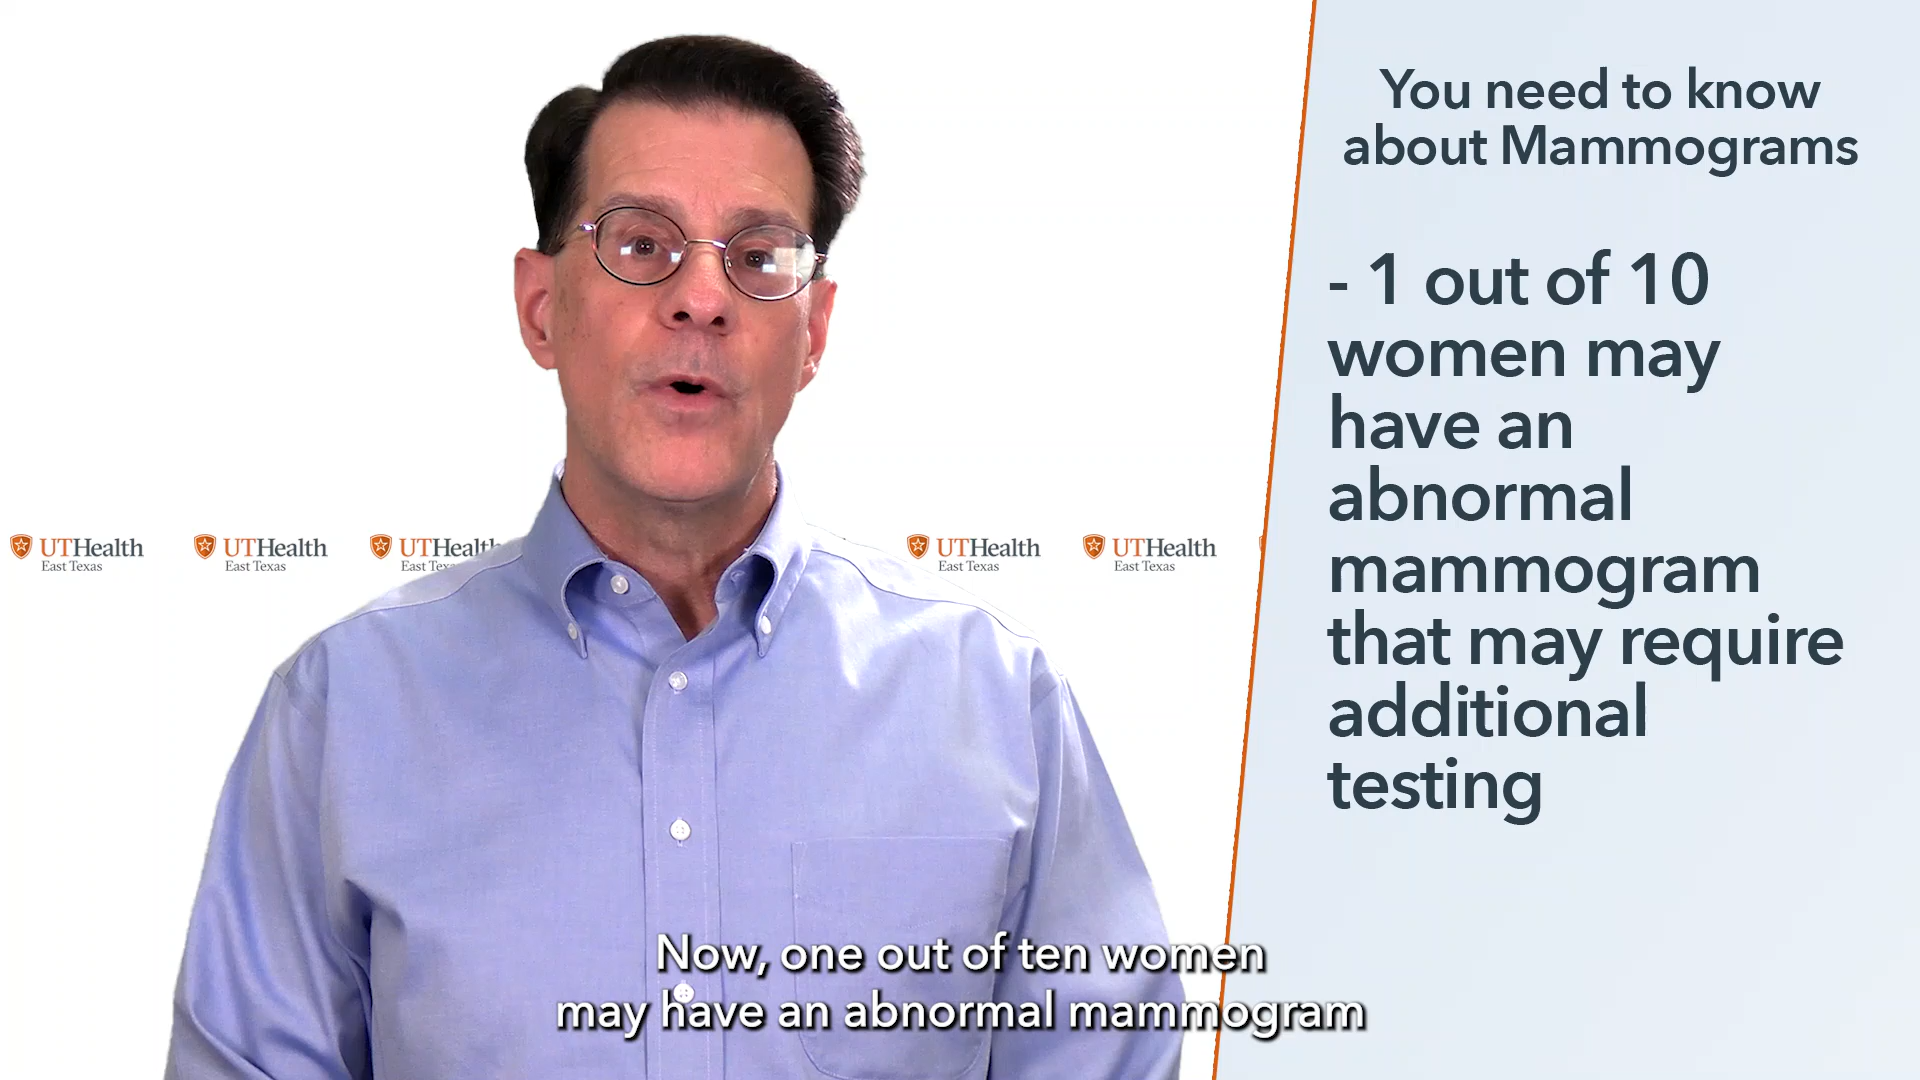 You need to know
about Mammograms
- 1 out of 10
women may
have an
abnormal
mammogram
that may require
additional
testing
UTHealth
East Texas
UTHealth
East Texas
UTHealth
East Texas
UTHealth
East Texas
UTHealth
East Texas
Now, one out of ten women
may have an abnormal mammogram